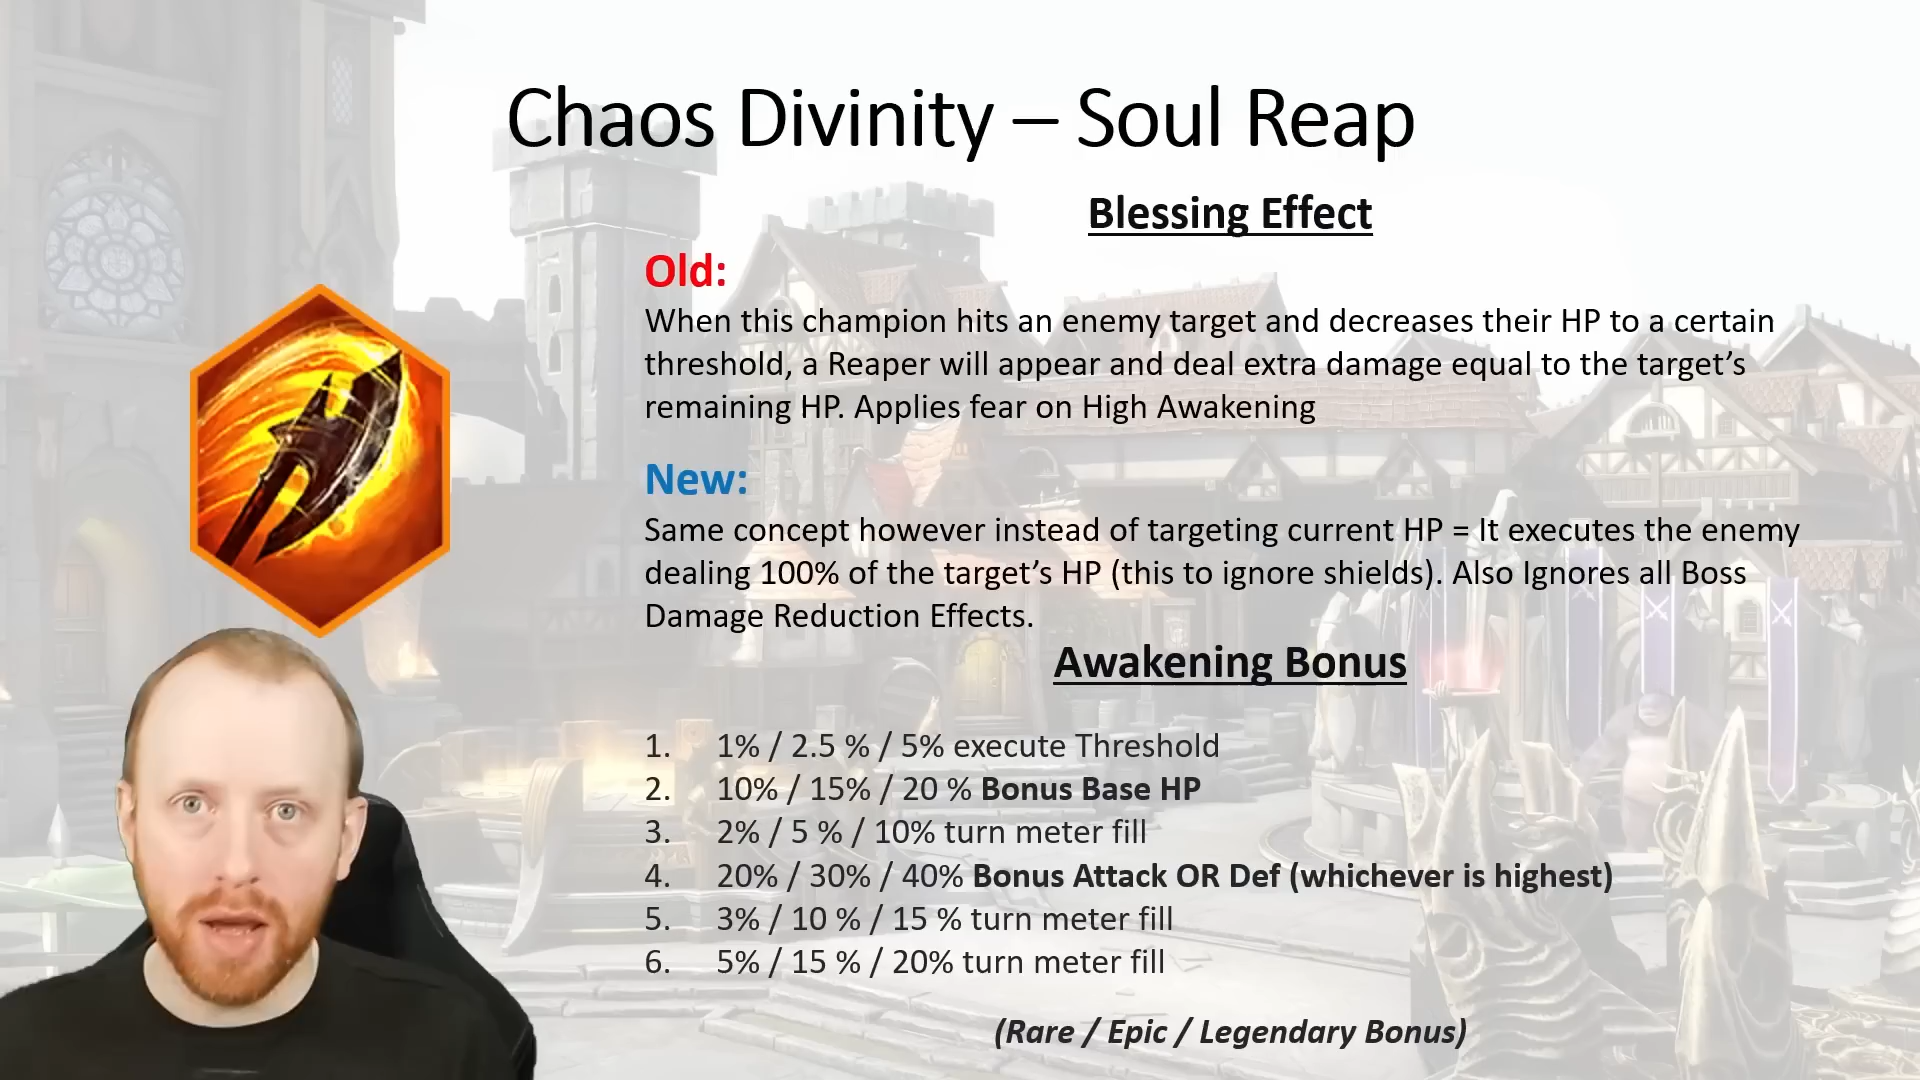 Chaos Divinity – Soul Reap
Blessing Effect
Old:
When this champion hits an enemy target and decreases their HP to a certain
threshold, a Reaper will appear and deal extra damage equal to the target’s
remaining HP. Applies fear on High Awakening
New:
Same concept however instead of targeting current HP = It executes the enemy
dealing 100% of the target’s HP (this to ignore shields). Also Ignores all Boss
Damage Reduction Effects.
Awakening Bonus
1. 1% / 2.5 % / 5% execute Threshold
2. 10% / 15% / 20 % Bonus Base HP
3. 2% / 5 % / 10% turn meter fill
4. 20% / 30% / 40% Bonus Attack OR Def (whichever is highest)
5. 3% / 10 % / 15 % turn meter fill
6. 5% / 15 % / 20% turn meter fill
(Rare / Epic / Legendary Bonus)